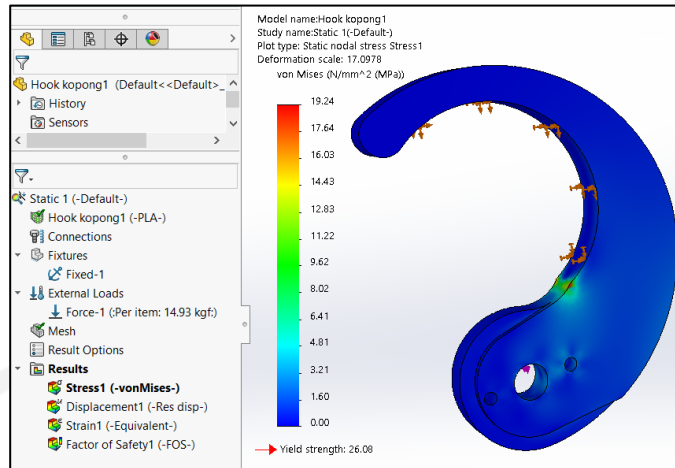 Hook kopong1 (Default<<Default>_
History
Sensors
Static 1 (-Default-)
Hook kopong1 (-PLA-)
Connections
Fixtures
Fixed-1
External Loads
Force-1 (:Per item: 14.93 kgf:)
Mesh
Result Options
Results
Stress1 (-vonMises-)
Displacement1 (-Res disp-)
Strain1 (-Equivalent-)
Factor of Safety1 (-FOS-)
Model name:Hook kopong1
Study name:Static 1(-Default-)
Plot type: Static nodal stress Stress1
Deformation scale: 17.0978
von Mises (N/mm^2 (MPa))
19.24
17.64
16.03
14.43
12.83
11.22
9.62
8.02
6.41
4.81
3.21
1.60
0.00
Yield strength: 26.08